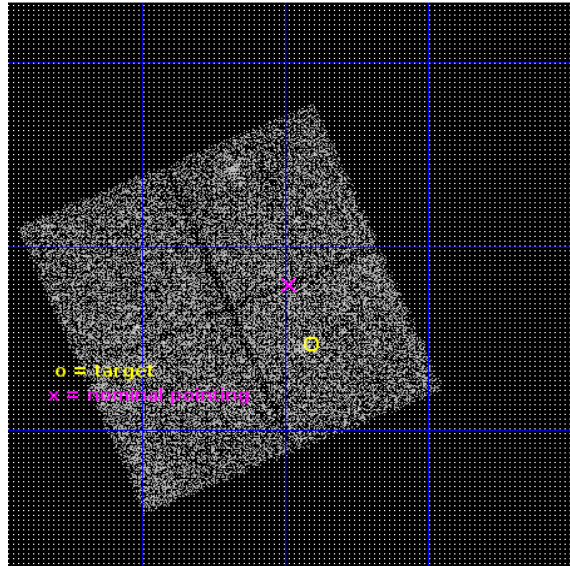 o = target
x = nominal pointing